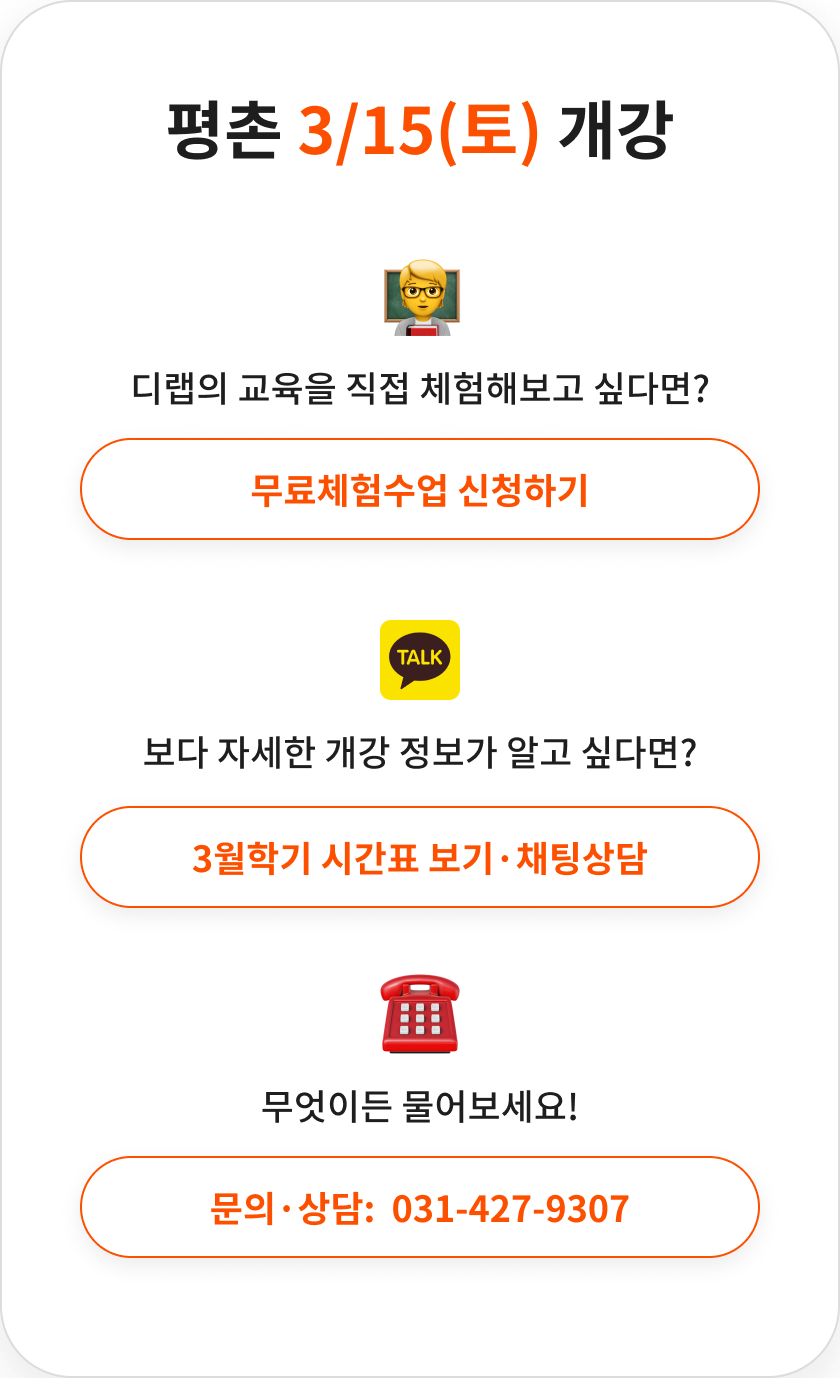 평촌 3/15(토) 개강
디랩의 교육을 직접 체험해보고 싶다면?
무료체험수업 신청하기
TALK
보다 자세한 개강 정보가 알고 싶다면?
3월학기 시간표 보기·채팅상담
무엇이든 물어보세요!
문의·상담: 031-427-9307